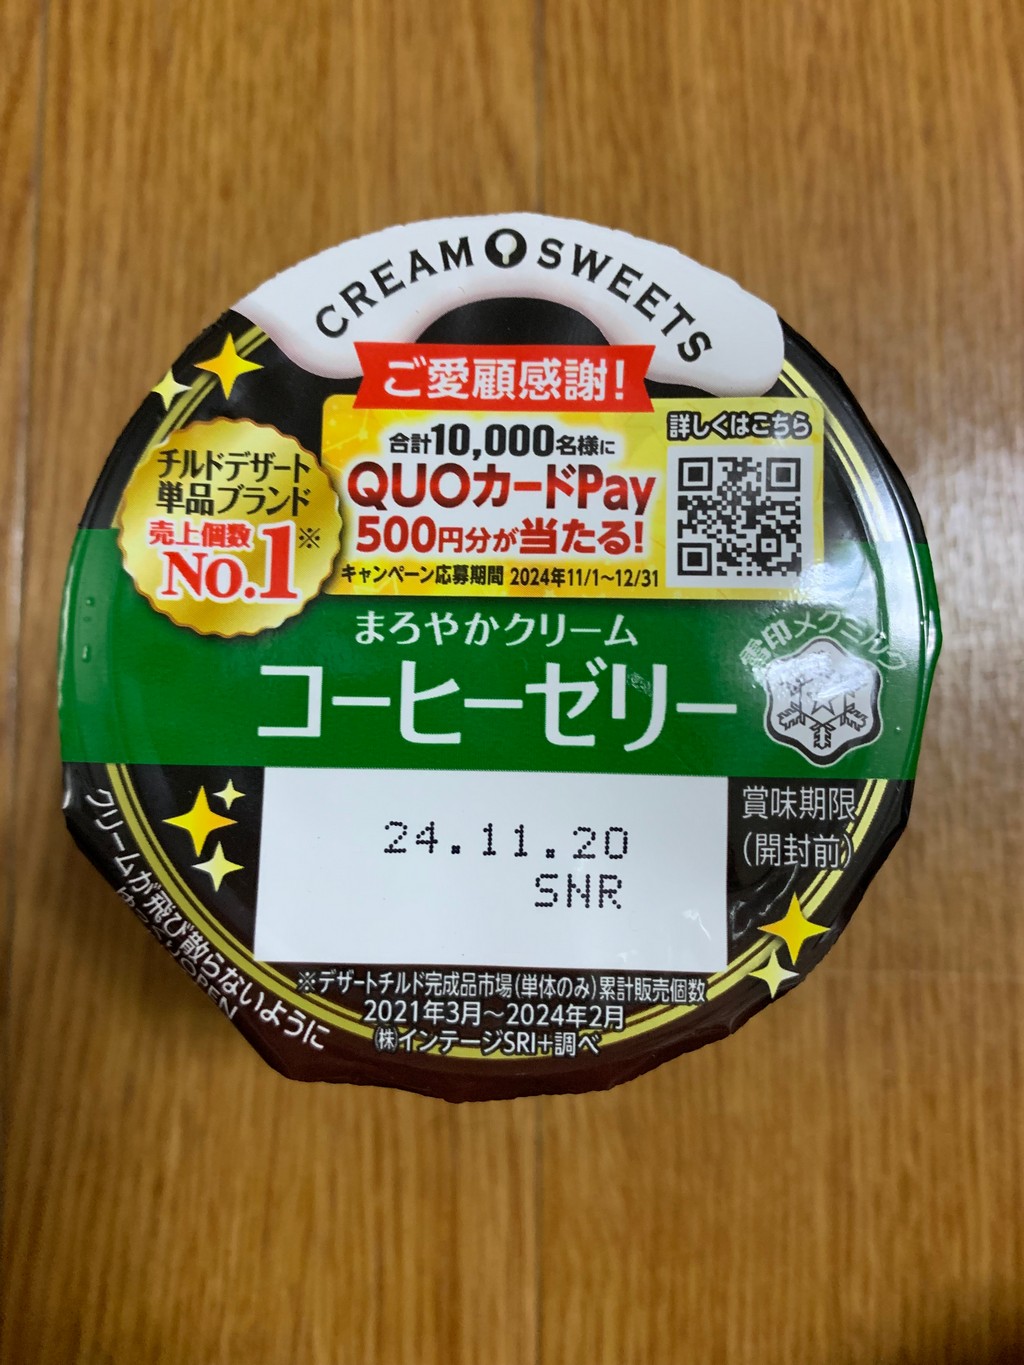 CREAM SWEETS
ご愛顧感謝!
合計10,000名様に
QUOカードPay
500円分が当たる!
キャンペーン応募期間 2024年11/1~12/31
詳しくはこちら
チルドデザート
単品ブランド
売上個数
No.1※
まろやかクリーム
コーヒーゼリー
雪印メグミルク
24.11.20
SNR
賞味期限
(開封前)
クリームが飛び散らないように
OPEN
※デザートチルド完成品市場(単体のみ)累計販売個数
2021年3月~2024年2月
㈱インテージSRI+調べ